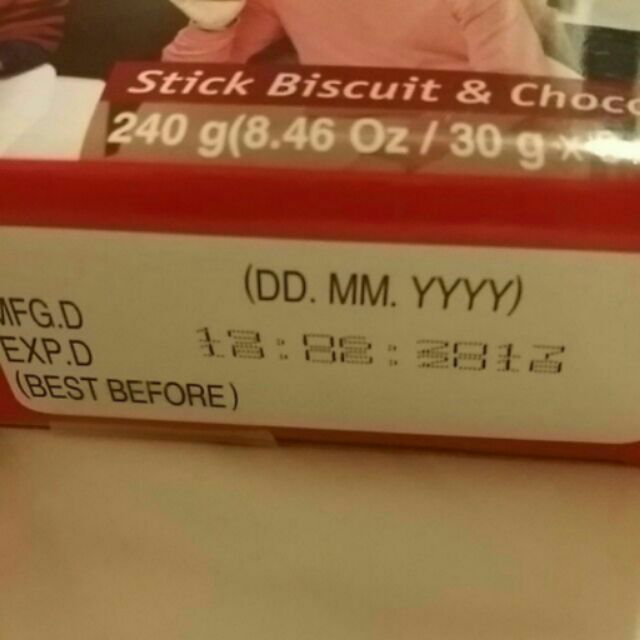 Stick Biscuit & Choco
240 g(8.46 Oz / 30 g x
(DD. MM. YYYY)
MFG.D
EXP.D
(BEST BEFORE)